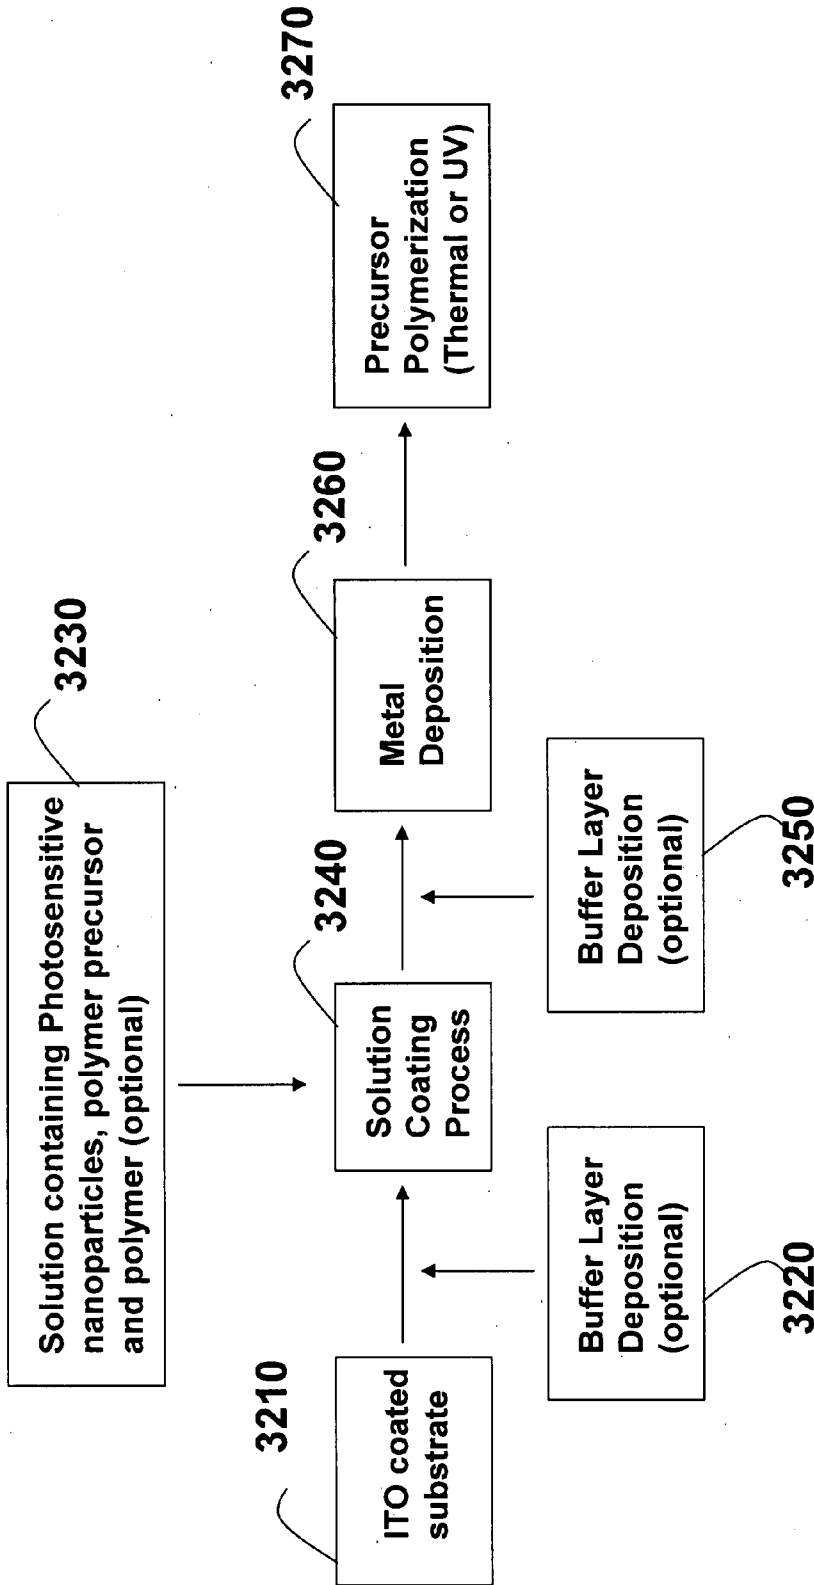 3230
Solution containing Photosensitive
nanoparticles, polymer precursor
and polymer (optional)
3210
ITO coated
substrate
3240
Solution
Coating
Process
3260
Metal
Deposition
3270
Precursor
Polymerization
(Thermal or UV)
Buffer Layer
Deposition
(optional)
3220
Buffer Layer
Deposition
(optional)
3250